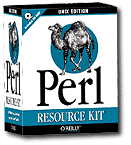 UNIX EDITION
Perl
RESOURCE KIT
O'REILLY